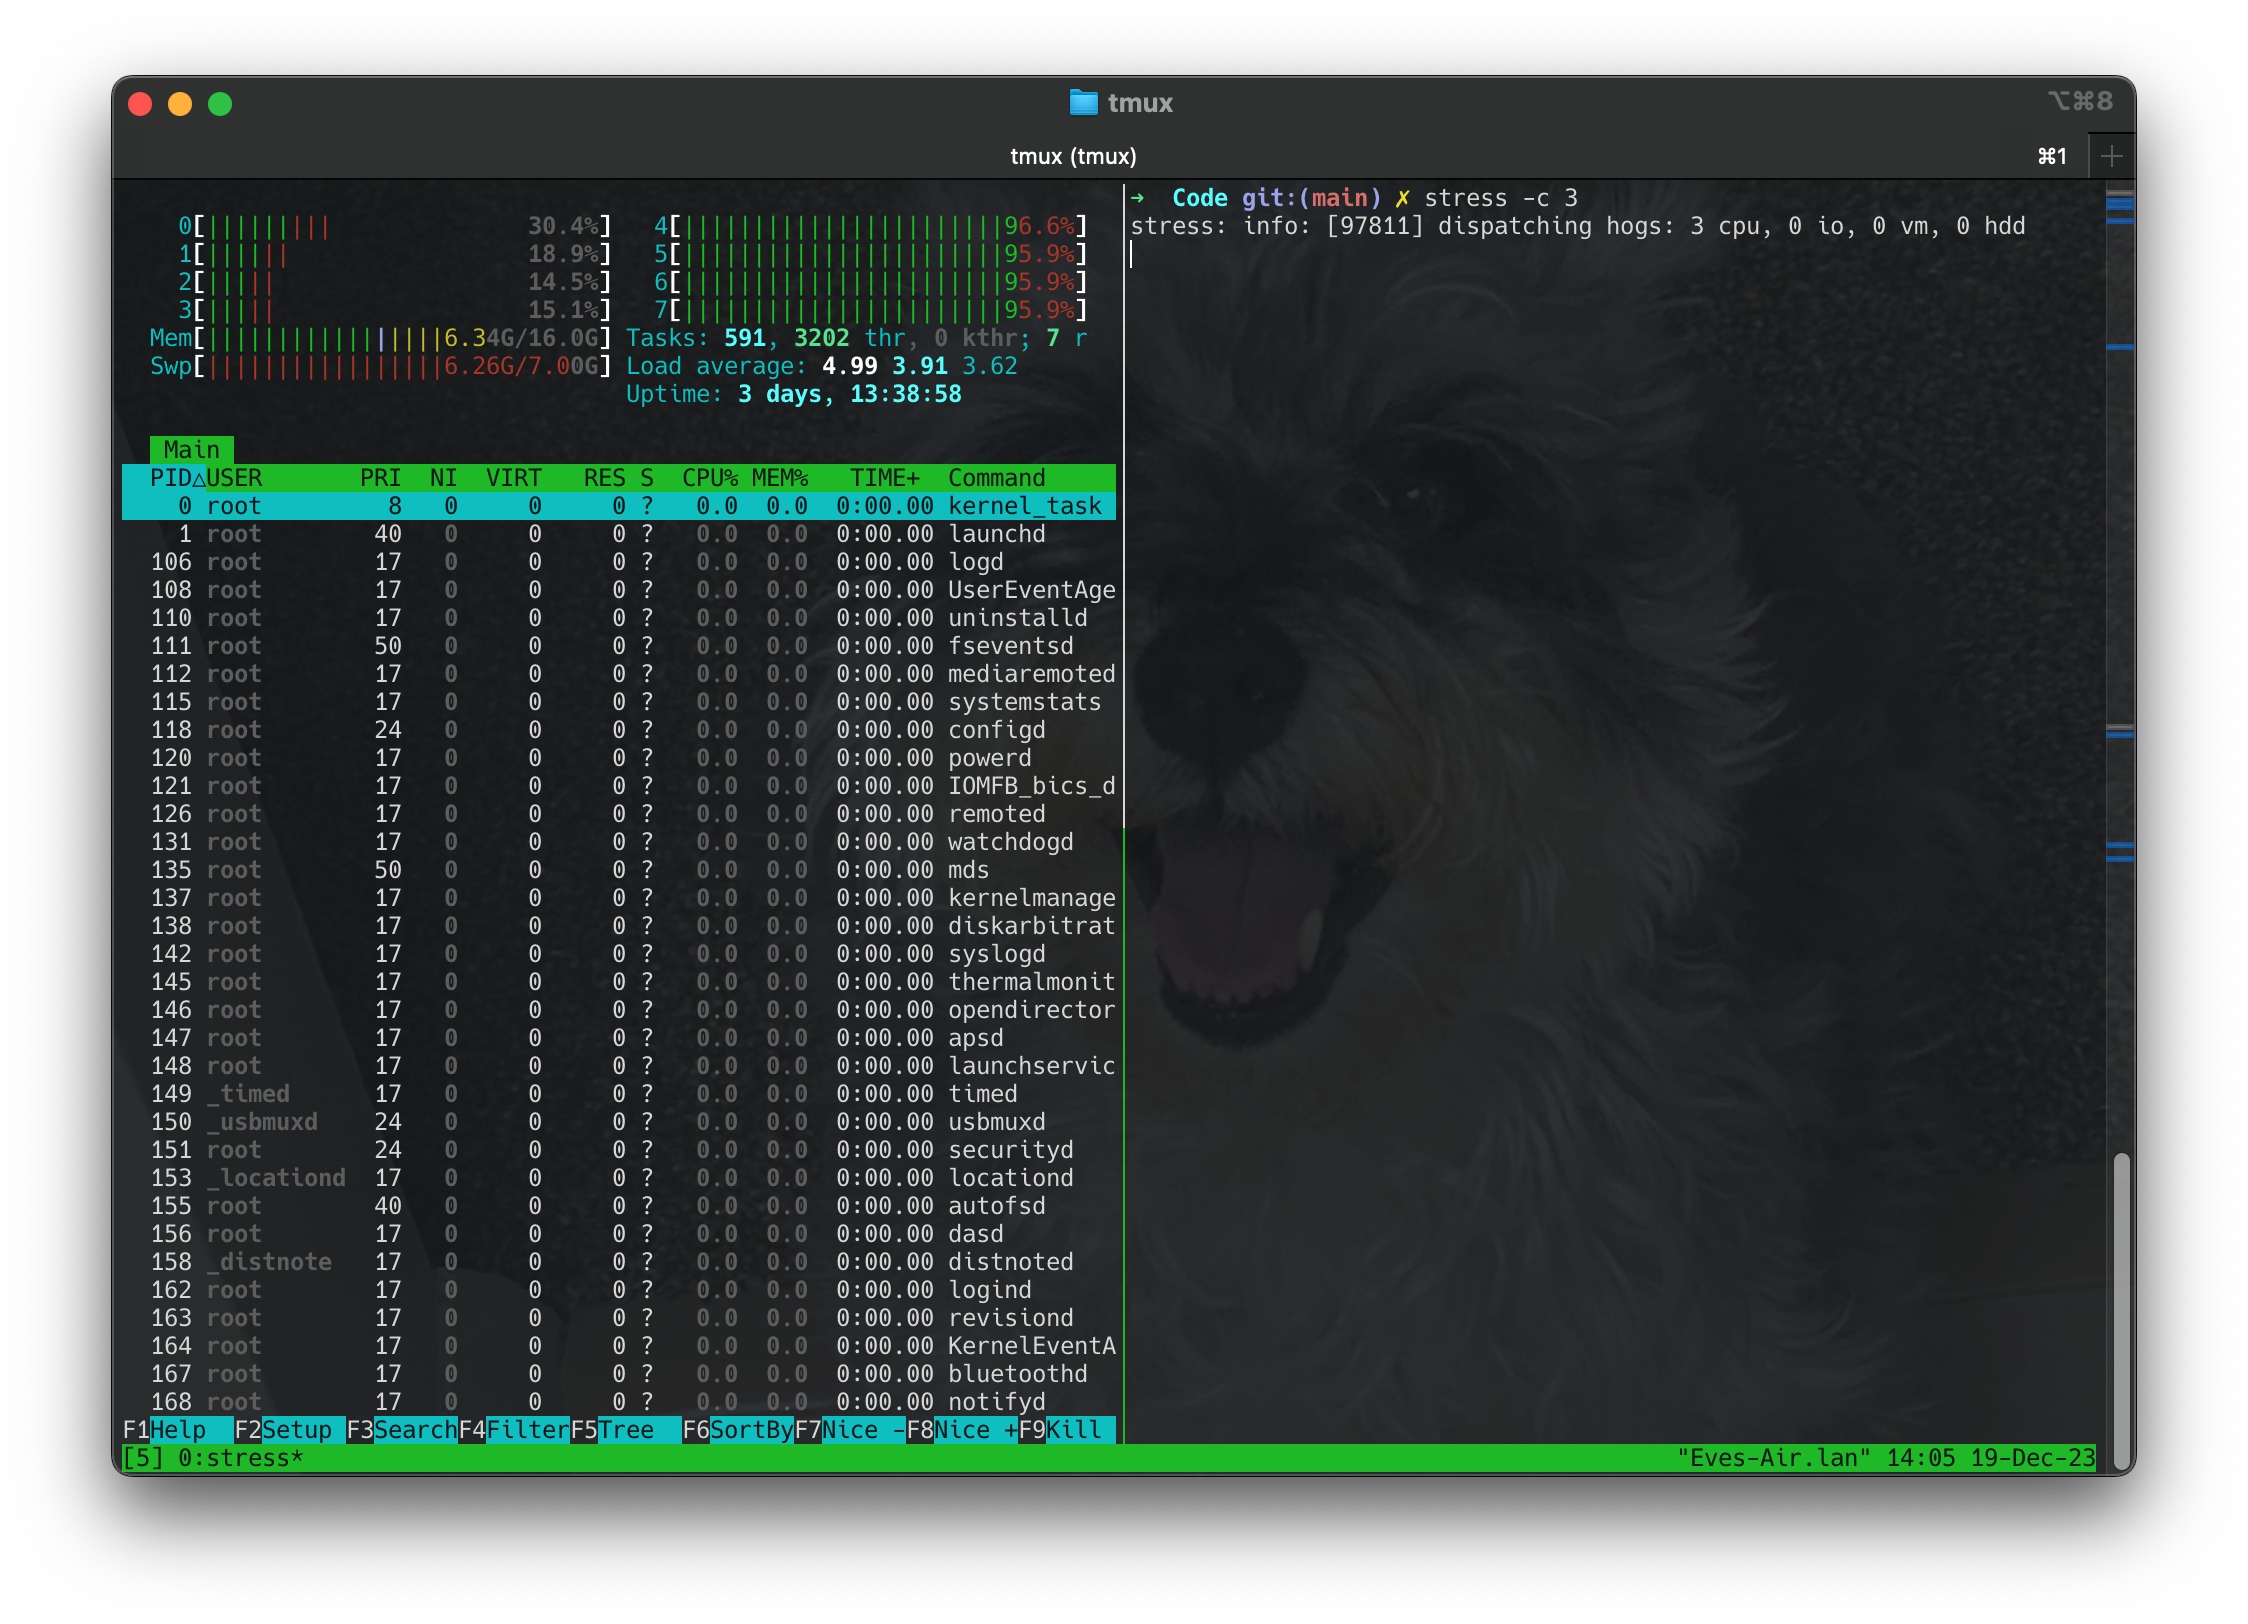 tmux
⌥⌘8
tmux (tmux)
⌘1
0[||||||||| 30.4%] 4[|||||||||||||||||||||||96.6%]
1[|||||| 18.9%] 5[|||||||||||||||||||||||95.9%]
2[||||| 14.5%] 6[|||||||||||||||||||||||95.9%]
3[||||| 15.1%] 7[|||||||||||||||||||||||95.9%]
Mem[|||||||||||||||||6.34G/16.0G] Tasks: 591, 3202 thr, 0 kthr; 7 r
Swp[|||||||||||||||||6.26G/7.00G] Load average: 4.99 3.91 3.62
Uptime: 3 days, 13:38:58
Main
PID△USER PRI NI VIRT RES S CPU% MEM% TIME+ Command
0 root 8 0 0 0 ? 0.0 0.0 0:00.00 kernel_task
1 root 40 0 0 0 ? 0.0 0.0 0:00.00 launchd
106 root 17 0 0 0 ? 0.0 0.0 0:00.00 logd
108 root 17 0 0 0 ? 0.0 0.0 0:00.00 UserEventAge
110 root 17 0 0 0 ? 0.0 0.0 0:00.00 uninstalld
111 root 50 0 0 0 ? 0.0 0.0 0:00.00 fseventsd
112 root 17 0 0 0 ? 0.0 0.0 0:00.00 mediaremoted
115 root 17 0 0 0 ? 0.0 0.0 0:00.00 systemstats
118 root 24 0 0 0 ? 0.0 0.0 0:00.00 configd
120 root 17 0 0 0 ? 0.0 0.0 0:00.00 powerd
121 root 17 0 0 0 ? 0.0 0.0 0:00.00 IOMFB_bics_d
126 root 17 0 0 0 ? 0.0 0.0 0:00.00 remoted
131 root 17 0 0 0 ? 0.0 0.0 0:00.00 watchdogd
135 root 50 0 0 0 ? 0.0 0.0 0:00.00 mds
137 root 17 0 0 0 ? 0.0 0.0 0:00.00 kernelmanage
138 root 17 0 0 0 ? 0.0 0.0 0:00.00 diskarbitrat
142 root 17 0 0 0 ? 0.0 0.0 0:00.00 syslogd
145 root 17 0 0 0 ? 0.0 0.0 0:00.00 thermalmonit
146 root 17 0 0 0 ? 0.0 0.0 0:00.00 opendirector
147 root 17 0 0 0 ? 0.0 0.0 0:00.00 apsd
148 root 17 0 0 0 ? 0.0 0.0 0:00.00 launchservic
149 _timed 17 0 0 0 ? 0.0 0.0 0:00.00 timed
150 _usbmuxd 24 0 0 0 ? 0.0 0.0 0:00.00 usbmuxd
151 root 24 0 0 0 ? 0.0 0.0 0:00.00 securityd
153 _locationd 17 0 0 0 ? 0.0 0.0 0:00.00 locationd
155 root 40 0 0 0 ? 0.0 0.0 0:00.00 autofsd
156 root 17 0 0 0 ? 0.0 0.0 0:00.00 dasd
158 _distnote 17 0 0 0 ? 0.0 0.0 0:00.00 distnoted
162 root 17 0 0 0 ? 0.0 0.0 0:00.00 logind
163 root 17 0 0 0 ? 0.0 0.0 0:00.00 revisiond
164 root 17 0 0 0 ? 0.0 0.0 0:00.00 KernelEventA
167 root 17 0 0 0 ? 0.0 0.0 0:00.00 bluetoothd
168 root 17 0 0 0 ? 0.0 0.0 0:00.00 notifyd
F1Help F2Setup F3SearchF4FilterF5Tree F6SortByF7Nice -F8Nice +F9Kill
➜ Code git:(main) ✗ stress -c 3
stress: info: [97811] dispatching hogs: 3 cpu, 0 io, 0 vm, 0 hdd
[5] 0:stress* "Eves-Air.lan" 14:05 19-Dec-23